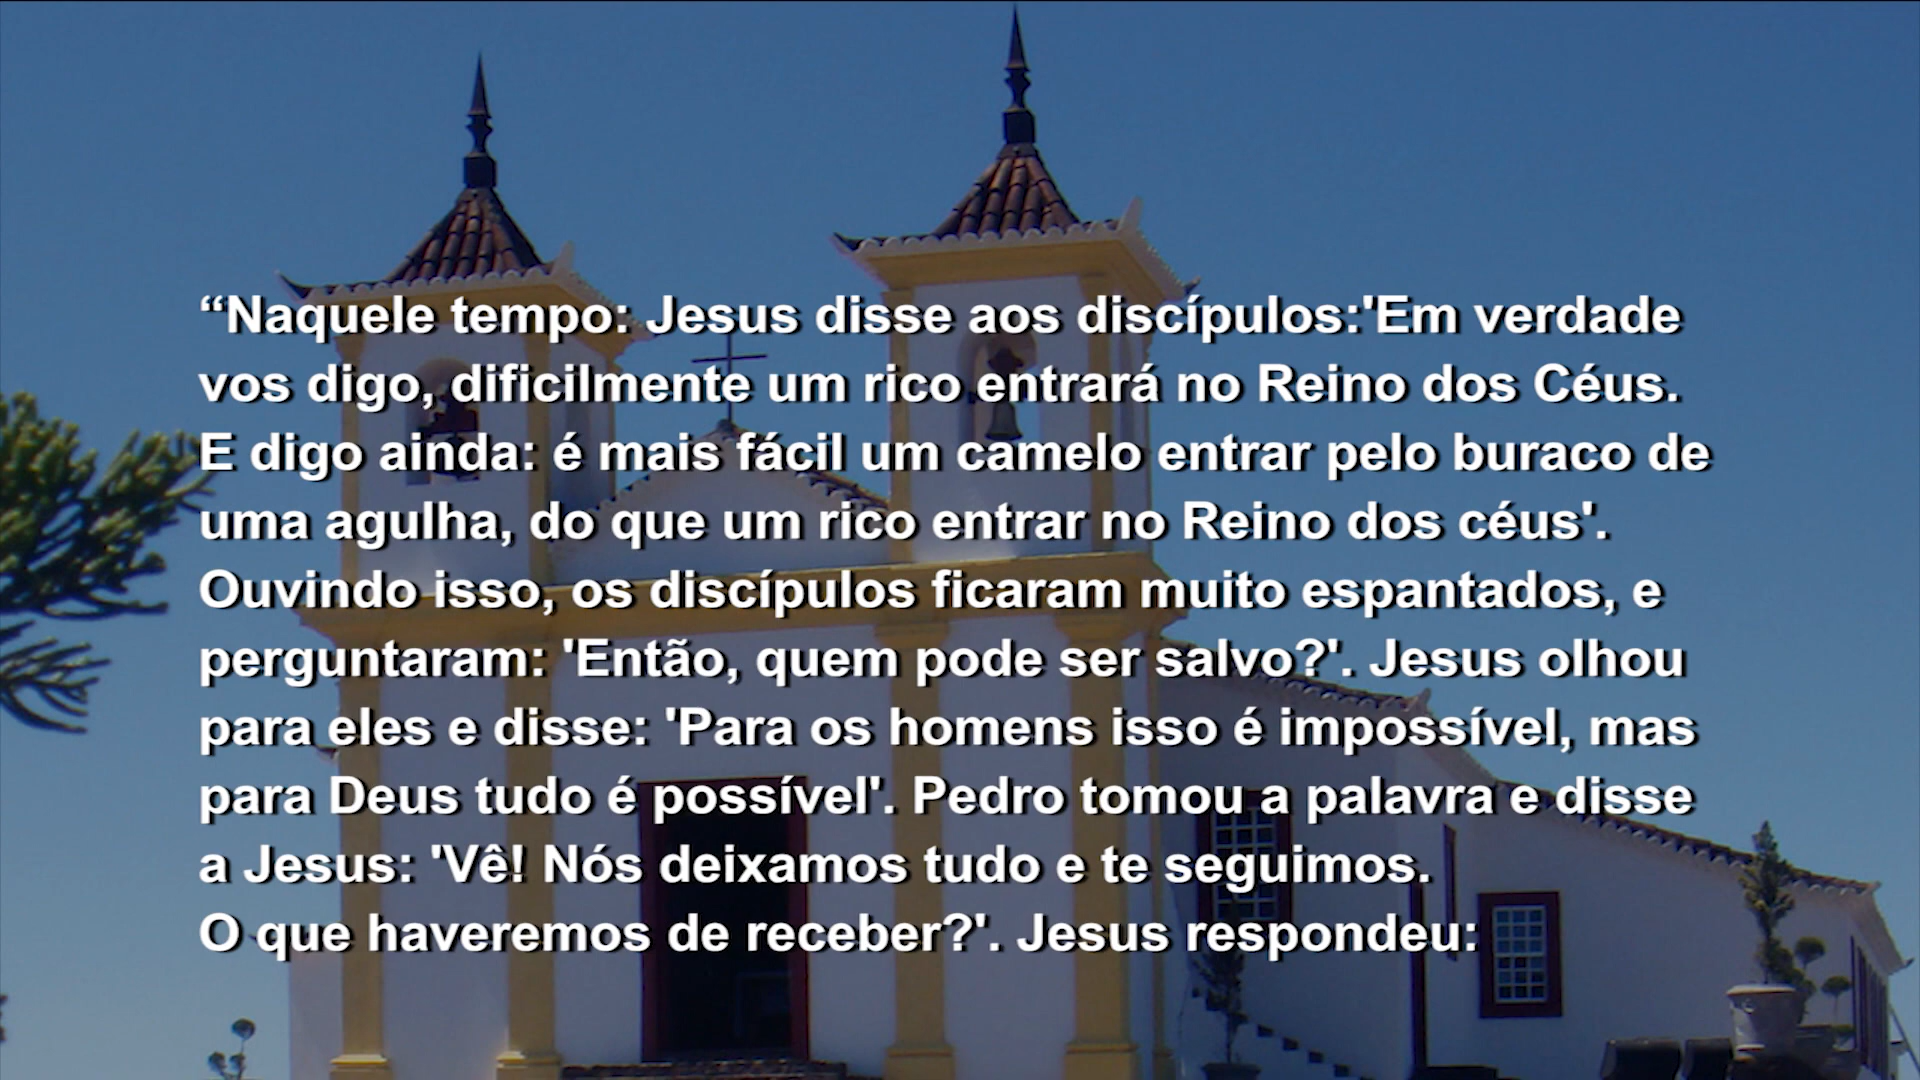 “Naquele tempo: Jesus disse aos discípulos:'Em verdade
vos digo, dificilmente um rico entrará no Reino dos Céus.
E digo ainda: é mais fácil um camelo entrar pelo buraco de
uma agulha, do que um rico entrar no Reino dos céus'.
Ouvindo isso, os discípulos ficaram muito espantados, e
perguntaram: 'Então, quem pode ser salvo?'. Jesus olhou
para eles e disse: 'Para os homens isso é impossível, mas
para Deus tudo é possível'. Pedro tomou a palavra e disse
a Jesus: 'Vê! Nós deixamos tudo e te seguimos.
O que haveremos de receber?'. Jesus respondeu: